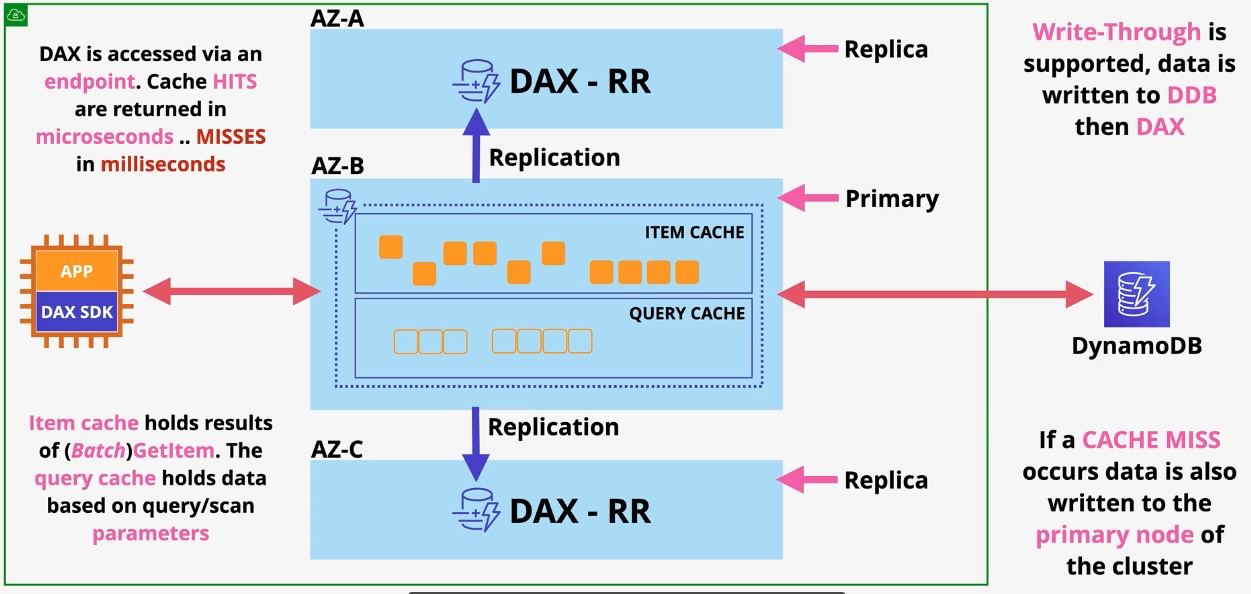 DAX is accessed via an
endpoint. Cache HITS
are returned in
microseconds .. MISSES
in milliseconds
AZ-A
DAX - RR
Replica
Replication
AZ-B
Primary
ITEM CACHE
QUERY CACHE
APP
DAX SDK
Item cache holds results
of (Batch)GetItem. The
query cache holds data
based on query/scan
parameters
Replication
AZ-C
DAX - RR
Replica
Write-Through is
supported, data is
written to DDB
then DAX
DynamoDB
If a CACHE MISS
occurs data is also
written to the
primary node of
the cluster